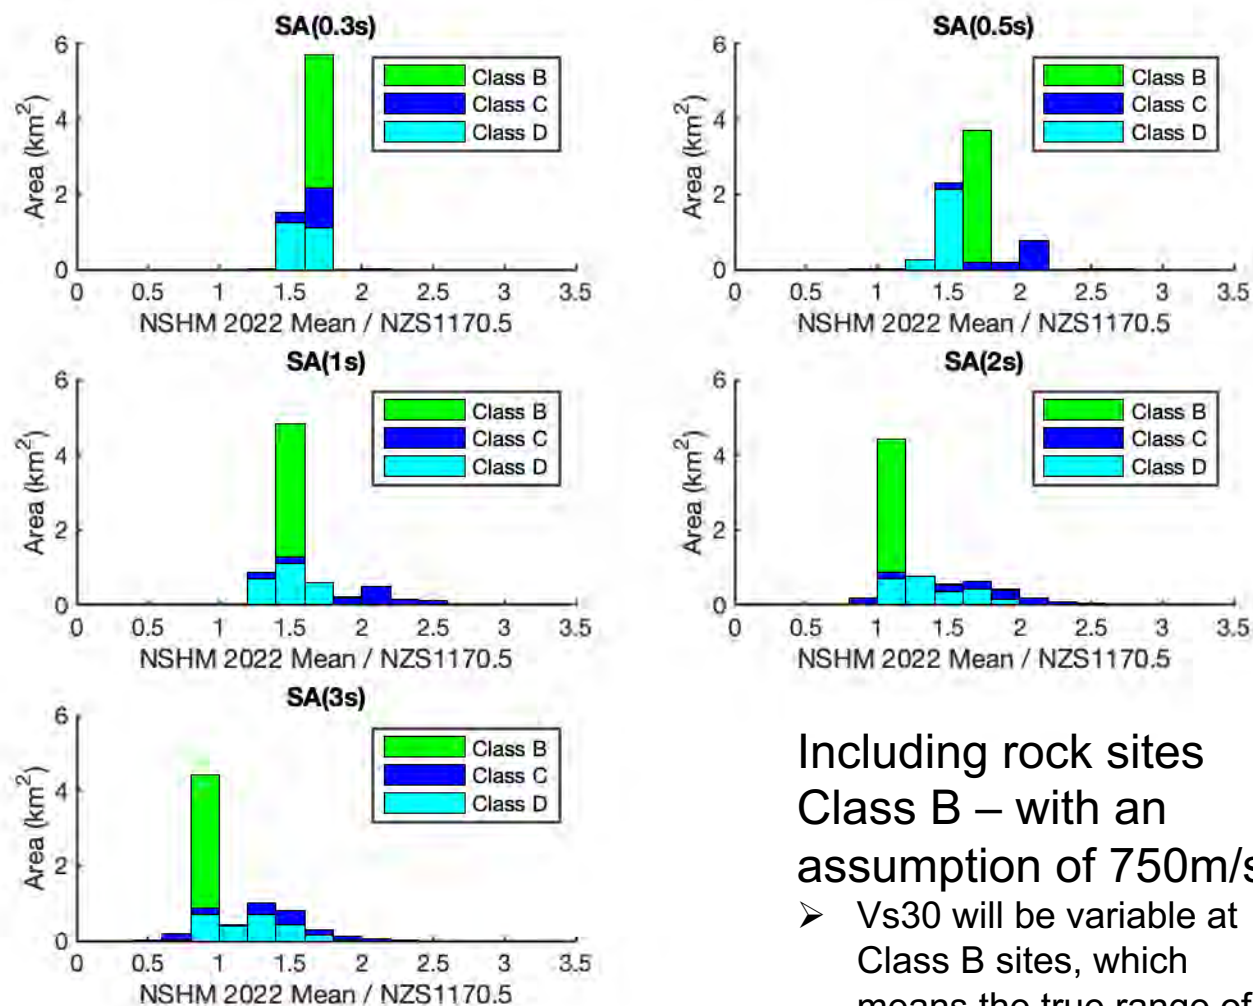 SA(0.3s)
Area (km²)
6
4
2
0
Class B
Class C
Class D
0 0.5 1 1.5 2 2.5 3 3.5
NSHM 2022 Mean / NZS1170.5
SA(0.5s)
Area (km²)
6
4
2
0
Class B
Class C
Class D
0 0.5 1 1.5 2 2.5 3 3.5
NSHM 2022 Mean / NZS1170.5
SA(1s)
Area (km²)
6
4
2
0
Class B
Class C
Class D
0 0.5 1 1.5 2 2.5 3 3.5
NSHM 2022 Mean / NZS1170.5
SA(2s)
Area (km²)
6
4
2
0
Class B
Class C
Class D
0 0.5 1 1.5 2 2.5 3 3.5
NSHM 2022 Mean / NZS1170.5
SA(3s)
Area (km²)
6
4
2
0
Class B
Class C
Class D
0 0.5 1 1.5 2 2.5 3 3.5
NSHM 2022 Mean / NZS1170.5
Including rock sites
Class B – with an
assumption of 750m/s
➤ Vs30 will be variable at
Class B sites, which
means the true range of